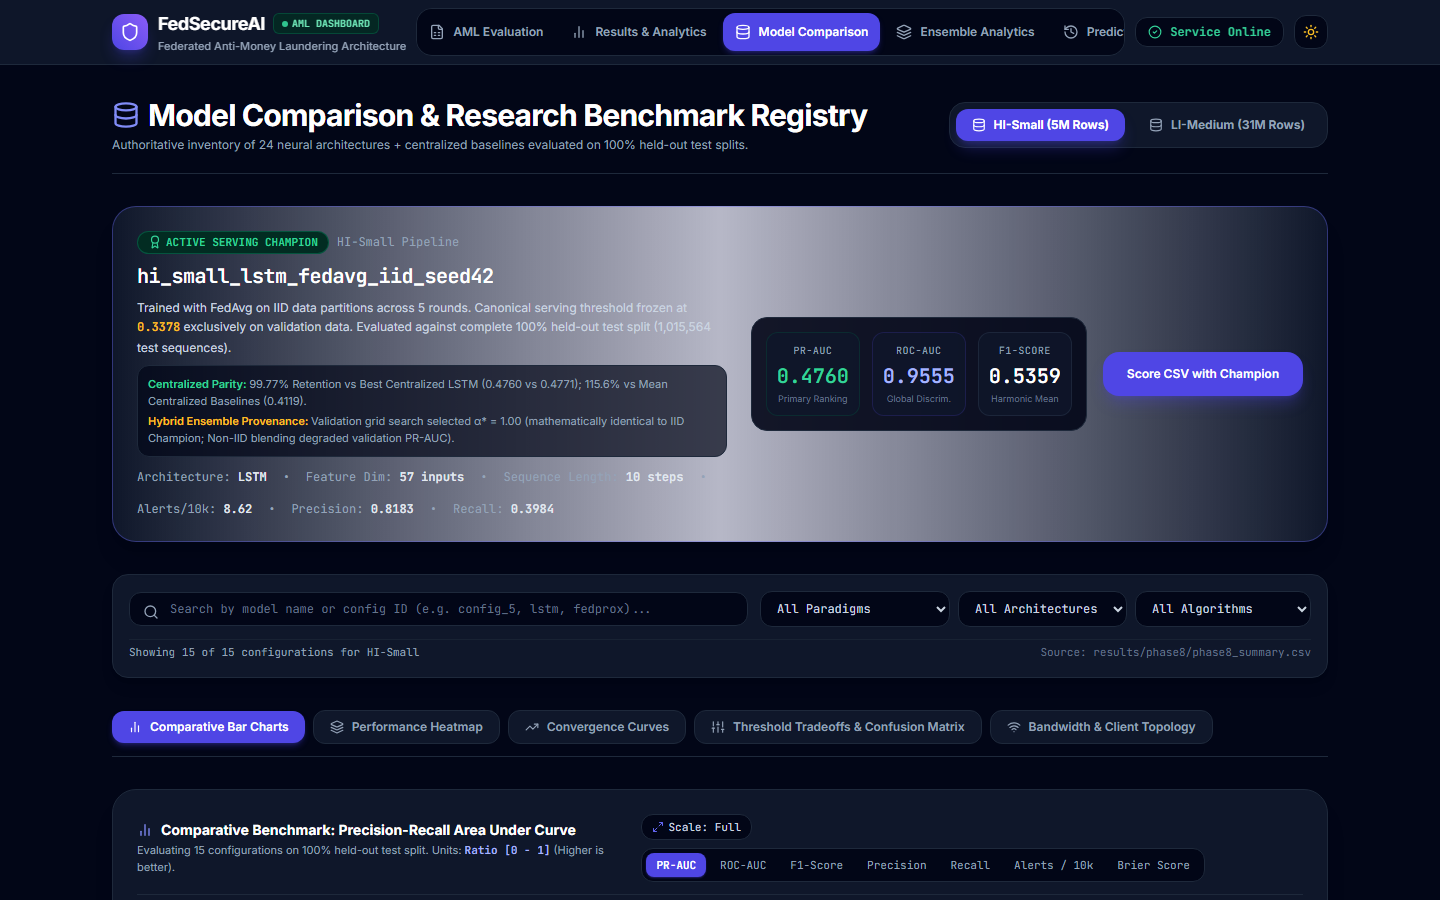 FedSecureAI
AML DASHBOARD
Federated Anti-Money Laundering Architecture
AML Evaluation
Results & Analytics
Model Comparison
Ensemble Analytics
Predic
Service Online
Model Comparison & Research Benchmark Registry
Authoritative inventory of 24 neural architectures + centralized baselines evaluated on 100% held-out test splits.
HI-Small (5M Rows)
LI-Medium (31M Rows)
ACTIVE SERVING CHAMPION
HI-Small Pipeline
hi_small_lstm_fedavg_iid_seed42
Trained with FedAvg on IID data partitions across 5 rounds. Canonical serving threshold frozen at
0.3378 exclusively on validation data. Evaluated against complete 100% held-out test split (1,015,564
test sequences).
Centralized Parity: 99.77% Retention vs Best Centralized LSTM (0.4760 vs 0.4771); 115.6% vs Mean
Centralized Baselines (0.4119).
Hybrid Ensemble Provenance: Validation grid search selected α* = 1.00 (mathematically identical to IID
Champion; Non-IID blending degraded validation PR-AUC).
Architecture: LSTM • Feature Dim: 57 inputs • Sequence Length: 10 steps •
Alerts/10k: 8.62 • Precision: 0.8183 • Recall: 0.3984
PR-AUC
0.4760
Primary Ranking
ROC-AUC
0.9555
Global Discrim.
F1-SCORE
0.5359
Harmonic Mean
Score CSV with Champion
Search by model name or config ID (e.g. config_5, lstm, fedprox)...
All Paradigms
All Architectures
All Algorithms
Showing 15 of 15 configurations for HI-Small
Source: results/phase8/phase8_summary.csv
Comparative Bar Charts
Performance Heatmap
Convergence Curves
Threshold Tradeoffs & Confusion Matrix
Bandwidth & Client Topology
Comparative Benchmark: Precision-Recall Area Under Curve
Evaluating 15 configurations on 100% held-out test split. Units: Ratio [0 - 1] (Higher is
better).
Scale: Full
PR-AUC
ROC-AUC
F1-Score
Precision
Recall
Alerts / 10k
Brier Score